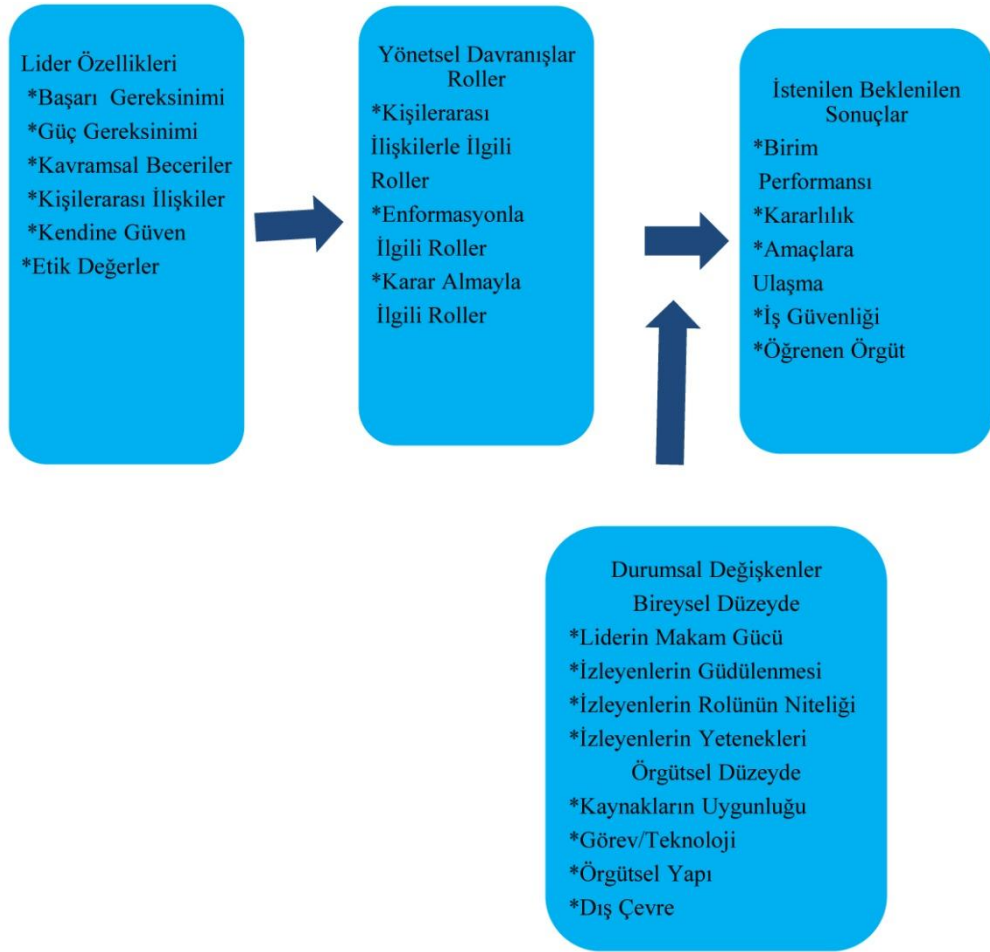 Lider Özellikleri
*Başarı Gereksinimi
*Güç Gereksinimi
*Kavramsal Beceriler
*Kişilerarası İlişkiler
*Kendine Güven
*Etik Değerler
Yönetsel Davranışlar
Roller
*Kişilerarası
İlişkilerle İlgili
Roller
*Enformasyonla
İlgili Roller
*Karar Almayla
İlgili Roller
İstenilen Beklenilen
Sonuçlar
*Birim
Performansı
*Kararlılık
*Amaçlara
Ulaşma
*İş Güvenliği
*Öğrenen Örgüt
Durumsal Değişkenler
Bireysel Düzeyde
*Liderin Makam Gücü
*İzleyenlerin Güdülenmesi
*İzleyenlerin Rolünün Niteliği
*İzleyenlerin Yetenekleri
Örgütsel Düzeyde
*Kaynakların Uygunluğu
*Görev/Teknoloji
*Örgütsel Yapı
*Dış Çevre